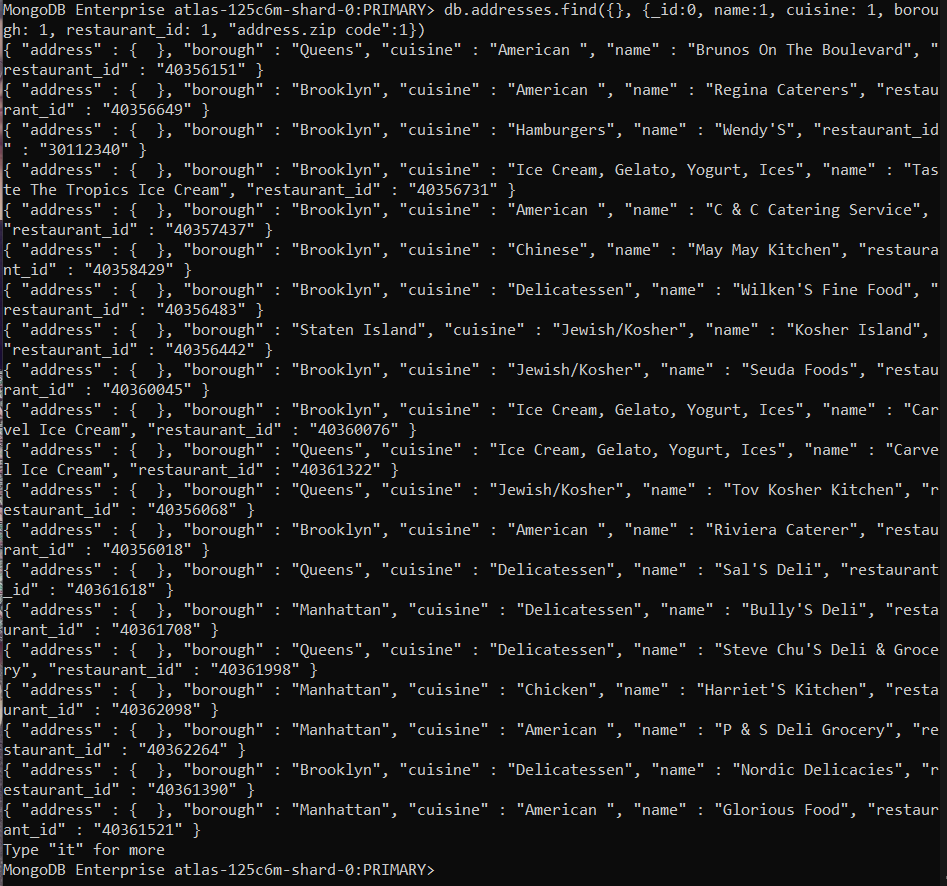 MongoDB Enterprise atlas-125c6m-shard-0:PRIMARY> db.addresses.find({}, {_id:0, name:1, cuisine: 1, borou
gh: 1, restaurant_id: 1, "address.zip code":1})
{ "address" : {  }, "borough" : "Queens", "cuisine" : "American ", "name" : "Brunos On The Boulevard", "
restaurant_id" : "40356151" }
{ "address" : {  }, "borough" : "Brooklyn", "cuisine" : "American ", "name" : "Regina Caterers", "restau
rant_id" : "40356649" }
{ "address" : {  }, "borough" : "Brooklyn", "cuisine" : "Hamburgers", "name" : "Wendy'S", "restaurant_id
" : "30112340" }
{ "address" : {  }, "borough" : "Brooklyn", "cuisine" : "Ice Cream, Gelato, Yogurt, Ices", "name" : "Tas
te The Tropics Ice Cream", "restaurant_id" : "40356731" }
{ "address" : {  }, "borough" : "Brooklyn", "cuisine" : "American ", "name" : "C & C Catering Service", 
"restaurant_id" : "40357437" }
{ "address" : {  }, "borough" : "Brooklyn", "cuisine" : "Chinese", "name" : "May May Kitchen", "restaura
nt_id" : "40358429" }
{ "address" : {  }, "borough" : "Brooklyn", "cuisine" : "Delicatessen", "name" : "Wilken'S Fine Food", "
restaurant_id" : "40356483" }
{ "address" : {  }, "borough" : "Staten Island", "cuisine" : "Jewish/Kosher", "name" : "Kosher Island", 
"restaurant_id" : "40356442" }
{ "address" : {  }, "borough" : "Brooklyn", "cuisine" : "Jewish/Kosher", "name" : "Seuda Foods", "restau
rant_id" : "40360045" }
{ "address" : {  }, "borough" : "Brooklyn", "cuisine" : "Ice Cream, Gelato, Yogurt, Ices", "name" : "Car
vel Ice Cream", "restaurant_id" : "40360076" }
{ "address" : {  }, "borough" : "Queens", "cuisine" : "Ice Cream, Gelato, Yogurt, Ices", "name" : "Carve
l Ice Cream", "restaurant_id" : "40361322" }
{ "address" : {  }, "borough" : "Queens", "cuisine" : "Jewish/Kosher", "name" : "Tov Kosher Kitchen", "r
estaurant_id" : "40356068" }
{ "address" : {  }, "borough" : "Brooklyn", "cuisine" : "American ", "name" : "Riviera Caterer", "restau
rant_id" : "40356018" }
{ "address" : {  }, "borough" : "Queens", "cuisine" : "Delicatessen", "name" : "Sal'S Deli", "restaurant
_id" : "40361618" }
{ "address" : {  }, "borough" : "Manhattan", "cuisine" : "Delicatessen", "name" : "Bully'S Deli", "resta
urant_id" : "40361708" }
{ "address" : {  }, "borough" : "Queens", "cuisine" : "Delicatessen", "name" : "Steve Chu'S Deli & Groce
ry", "restaurant_id" : "40361998" }
{ "address" : {  }, "borough" : "Manhattan", "cuisine" : "Chicken", "name" : "Harriet'S Kitchen", "resta
urant_id" : "40362098" }
{ "address" : {  }, "borough" : "Manhattan", "cuisine" : "American ", "name" : "P & S Deli Grocery", "re
staurant_id" : "40362264" }
{ "address" : {  }, "borough" : "Brooklyn", "cuisine" : "Delicatessen", "name" : "Nordic Delicacies", "r
estaurant_id" : "40361390" }
{ "address" : {  }, "borough" : "Manhattan", "cuisine" : "American ", "name" : "Glorious Food", "restaur
ant_id" : "40361521" }
Type "it" for more
MongoDB Enterprise atlas-125c6m-shard-0:PRIMARY>